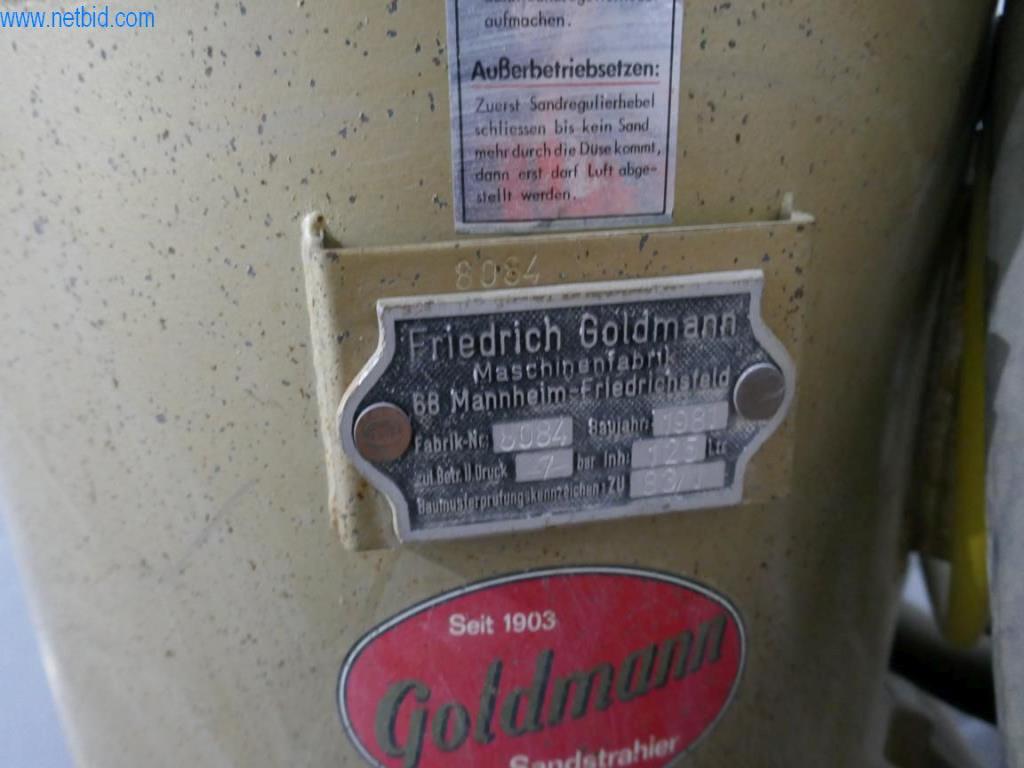 www.netbid.com
aufmachen.
Außerbetriebsetzen:
Zuerst Sandregulierhebel
schliessen bis kein Sand
mehr durch die Düse kommt,
dann erst darf Luft abge-
stellt werden.
8084
Friedrich Goldmann
Maschinenfabrik
68 Mannheim-Friedrichsfeld
Fabrik-Nr. 8084 Baujahr: 1981
zul. Betr. Ü. Druck 7 bar Inh: 125 Ltr.
Baumusterprüfungskennzeichen: ZU
Seit 1903
Goldmann
Sandstrahler